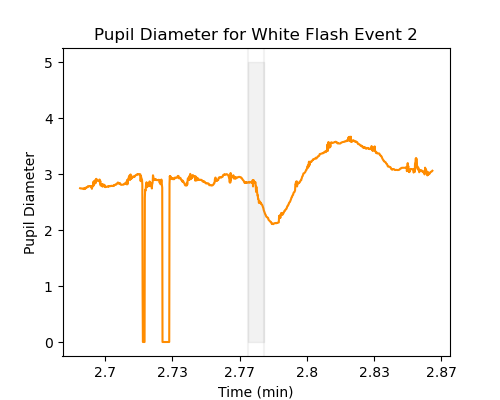 Pupil Diameter for White Flash Event 2
5
4
3
2
1
0
Pupil Diameter
2.7 2.73 2.77 2.8 2.83 2.87
Time (min)